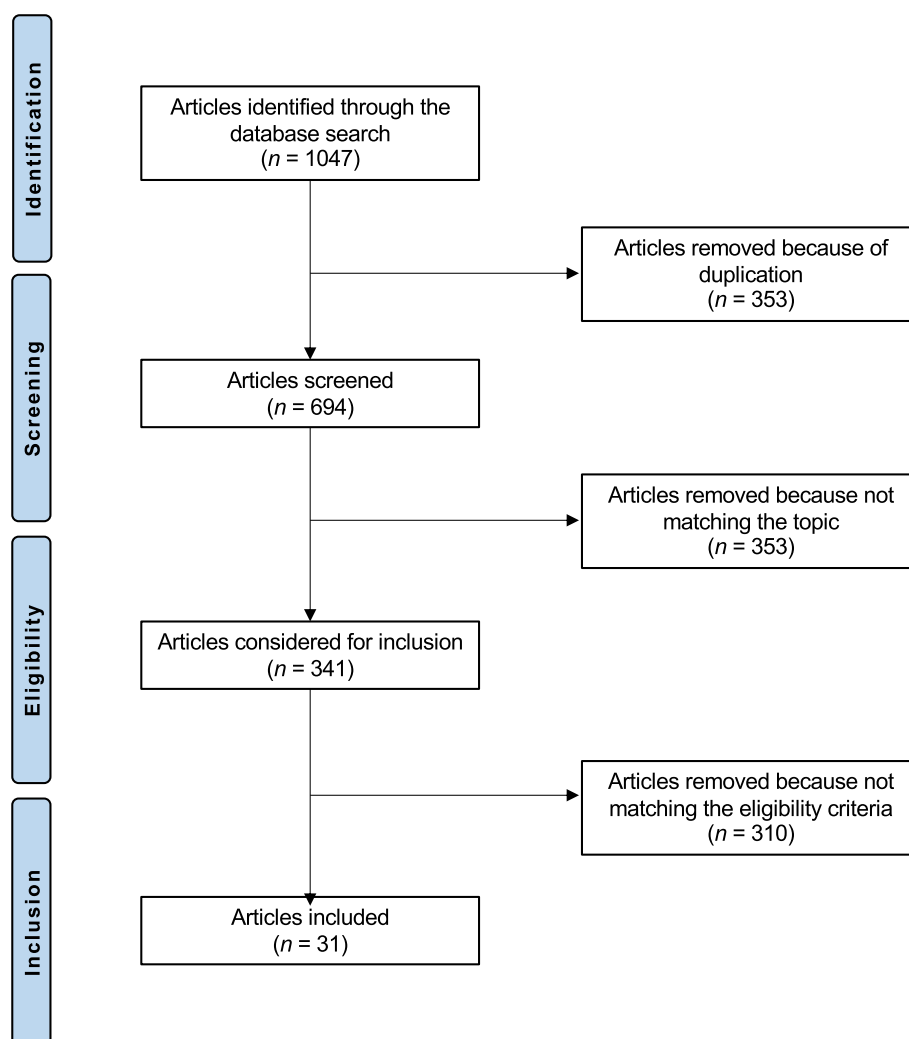 Identification
Articles identified through the
database search
(n = 1047)
Articles removed because of
duplication
(n = 353)
Screening
Articles screened
(n = 694)
Articles removed because not
matching the topic
(n = 353)
Eligibility
Articles considered for inclusion
(n = 341)
Articles removed because not
matching the eligibility criteria
(n = 310)
Inclusion
Articles included
(n = 31)